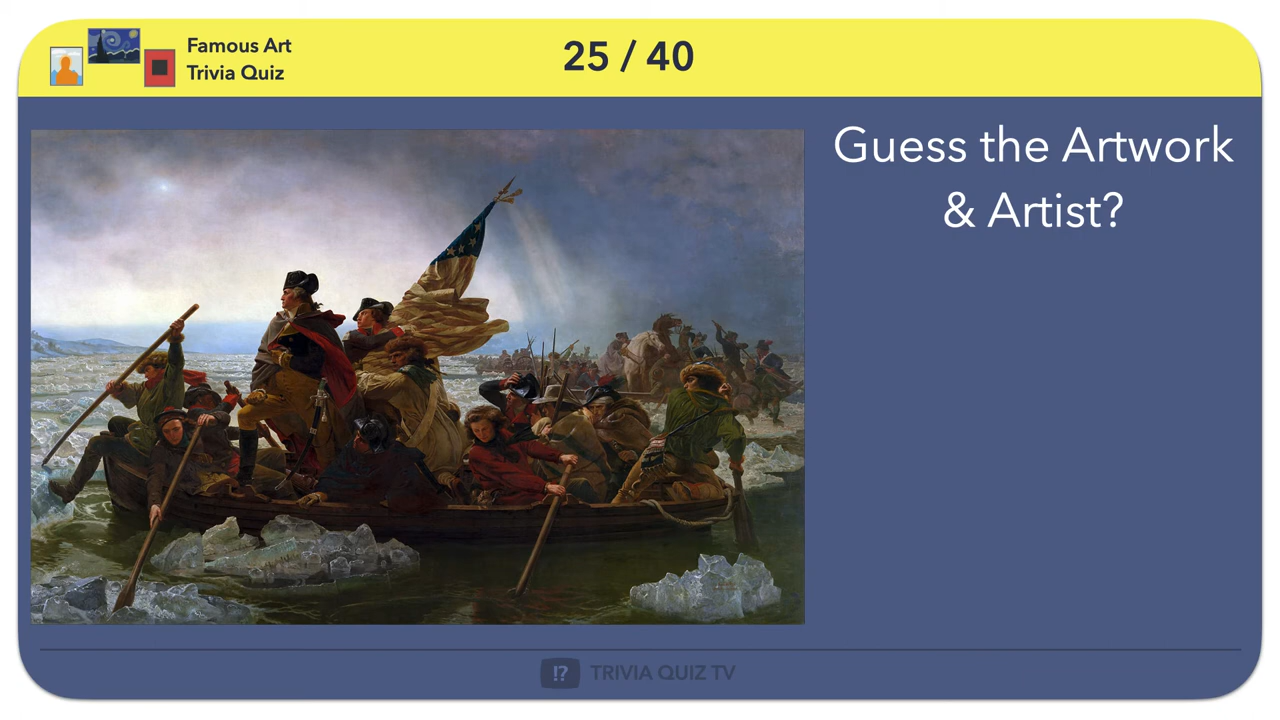 Famous Art
Trivia Quiz
25 / 40
Guess the Artwork
& Artist?
!? TRIVIA QUIZ TV